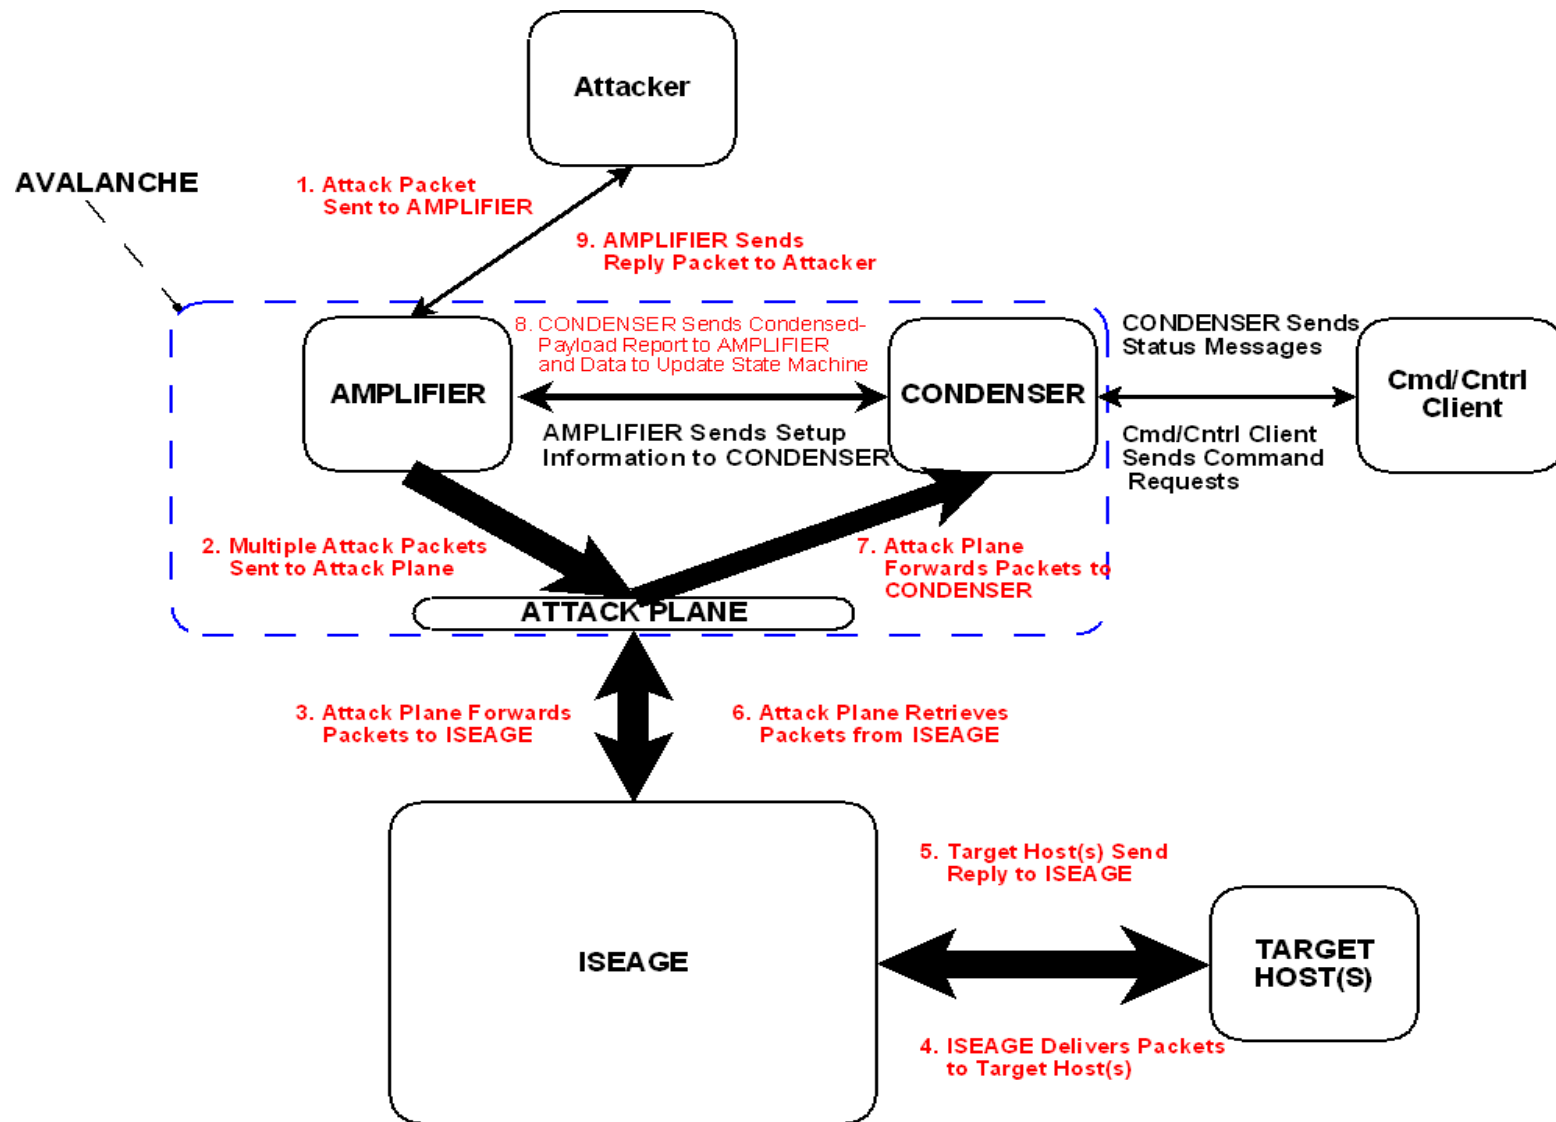 Attacker
AVALANCHE
1. Attack Packet
Sent to AMPLIFIER
9. AMPLIFIER Sends
Reply Packet to Attacker
8. CONDENSER Sends Condensed-
Payload Report to AMPLIFIER
and Data to Update State Machine
AMPLIFIER
CONDENSER
AMPLIFIER Sends Setup
Information to CONDENSER
CONDENSER Sends
Status Messages
Cmd/Cntrl
Client
Cmd/Cntrl Client
Sends Command
Requests
2. Multiple Attack Packets
Sent to Attack Plane
7. Attack Plane
Forwards Packets to
CONDENSER
ATTACK PLANE
3. Attack Plane Forwards
Packets to ISEAGE
6. Attack Plane Retrieves
Packets from ISEAGE
ISEAGE
5. Target Host(s) Send
Reply to ISEAGE
TARGET
HOST(S)
4. ISEAGE Delivers Packets
to Target Host(s)